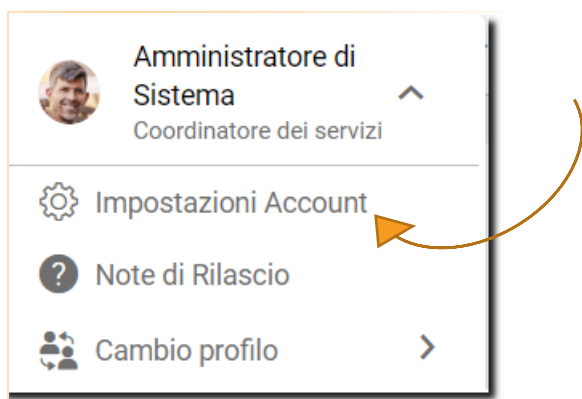 Amministratore di
Sistema
Coordinatore dei servizi
Impostazioni Account
? Note di Rilascio
Cambio profilo